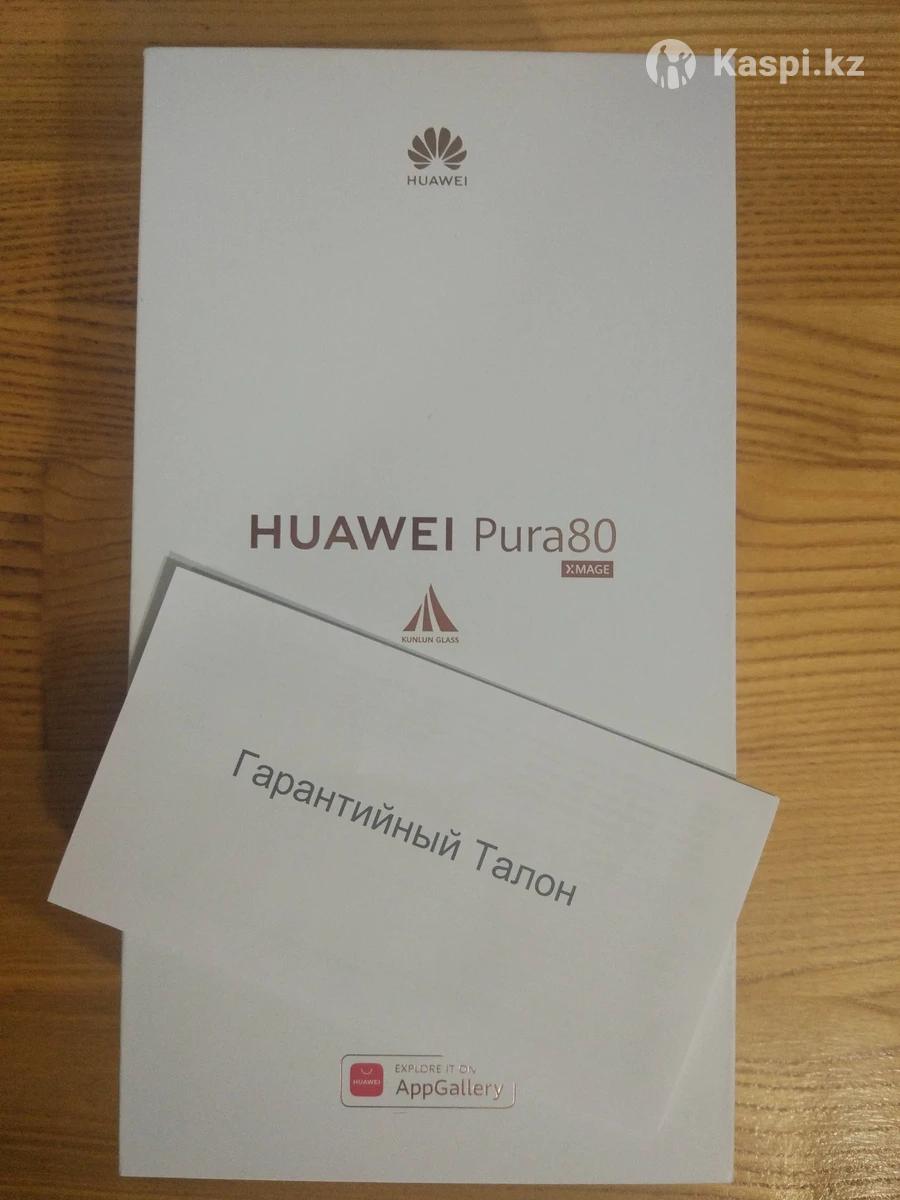 Kaspi.kz
HUAWEI
HUAWEI Pura80
XMAGE
KUNLUN GLASS
Гарантийный Талон
EXPLORE IT ON
HUAWEI
AppGallery